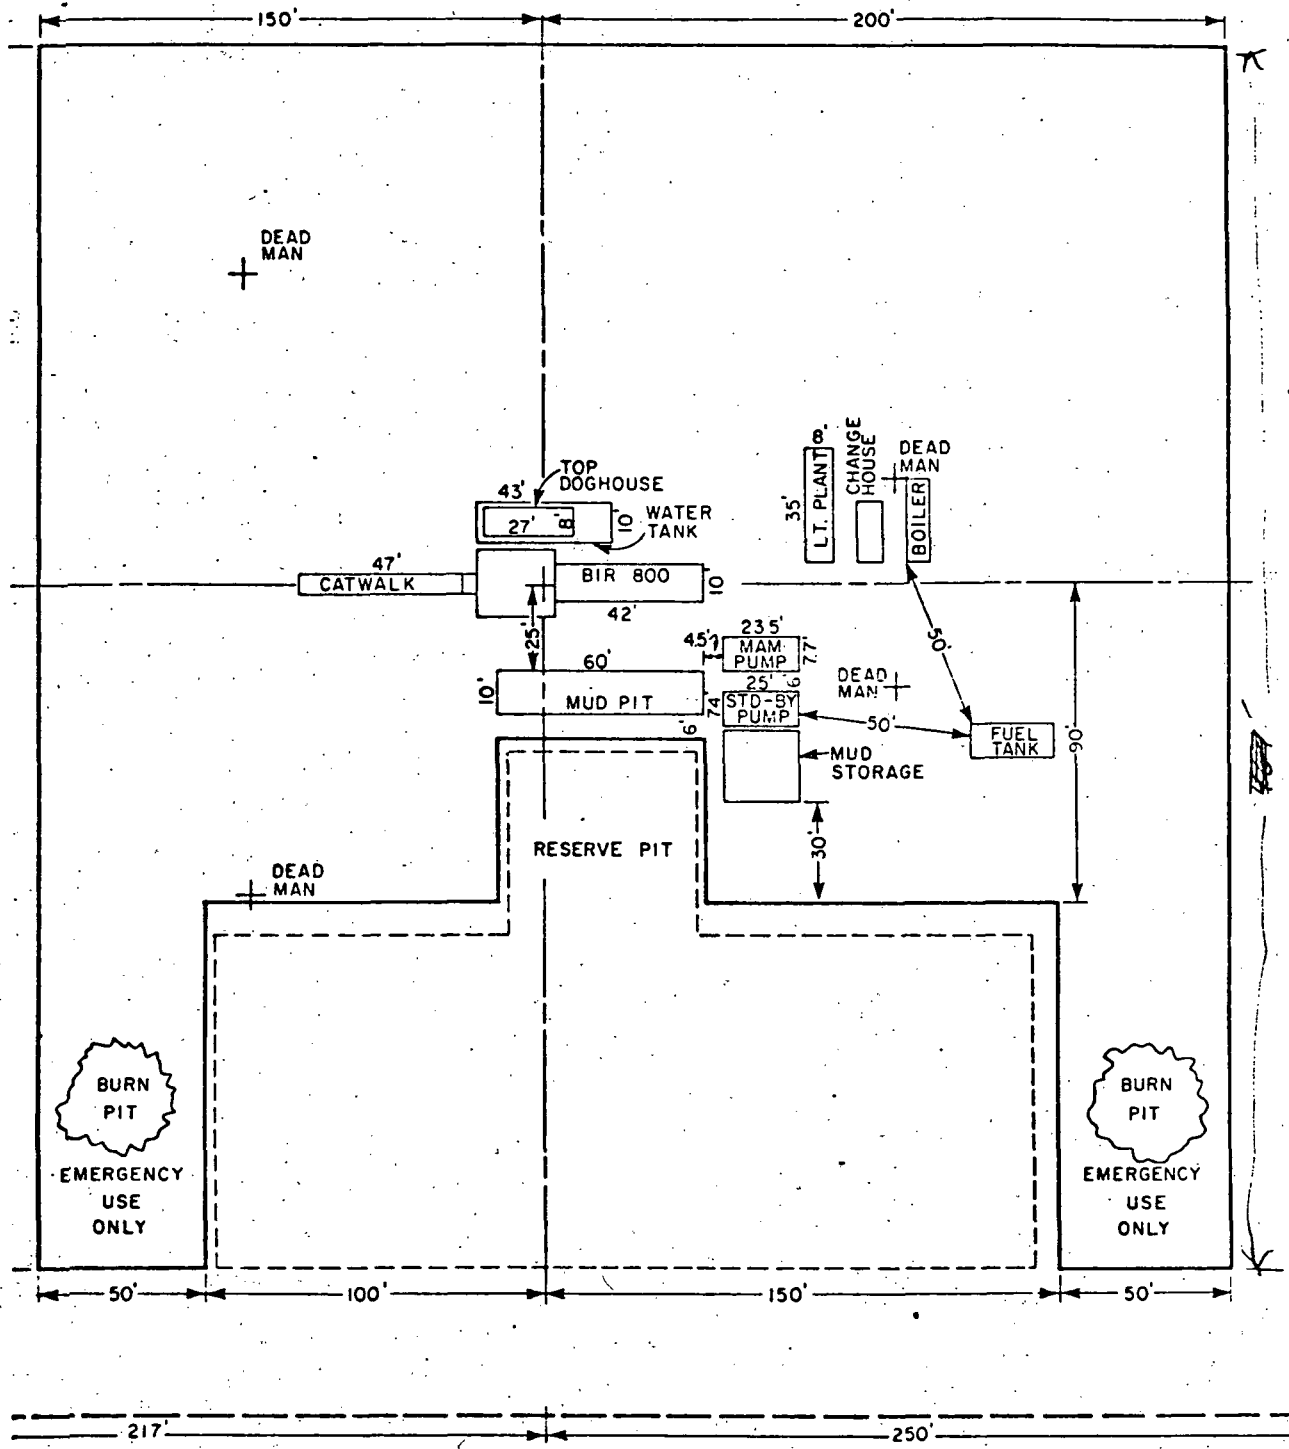 150'
200'
DEAD
MAN
TOP
DOGHOUSE
43'
27'
8'
10'
WATER
TANK
8'
35'
LT. PLANT
CHANGE
HOUSE
DEAD
MAN
BOILER
47'
CATWALK
BIR 800
10
42'
25'
50'
4.5'
23.5'
MAM
PUMP
7.7'
60'
10'
MUD PIT
25'
6'
74
STD-BY
PUMP
DEAD
MAN
50'
FUEL
TANK
90'
6'
MUD
STORAGE
30'
RESERVE PIT
DEAD
MAN
BURN
PIT
EMERGENCY
USE
ONLY
BURN
PIT
EMERGENCY
USE
ONLY
50'
100'
150'
50'
217'
250'